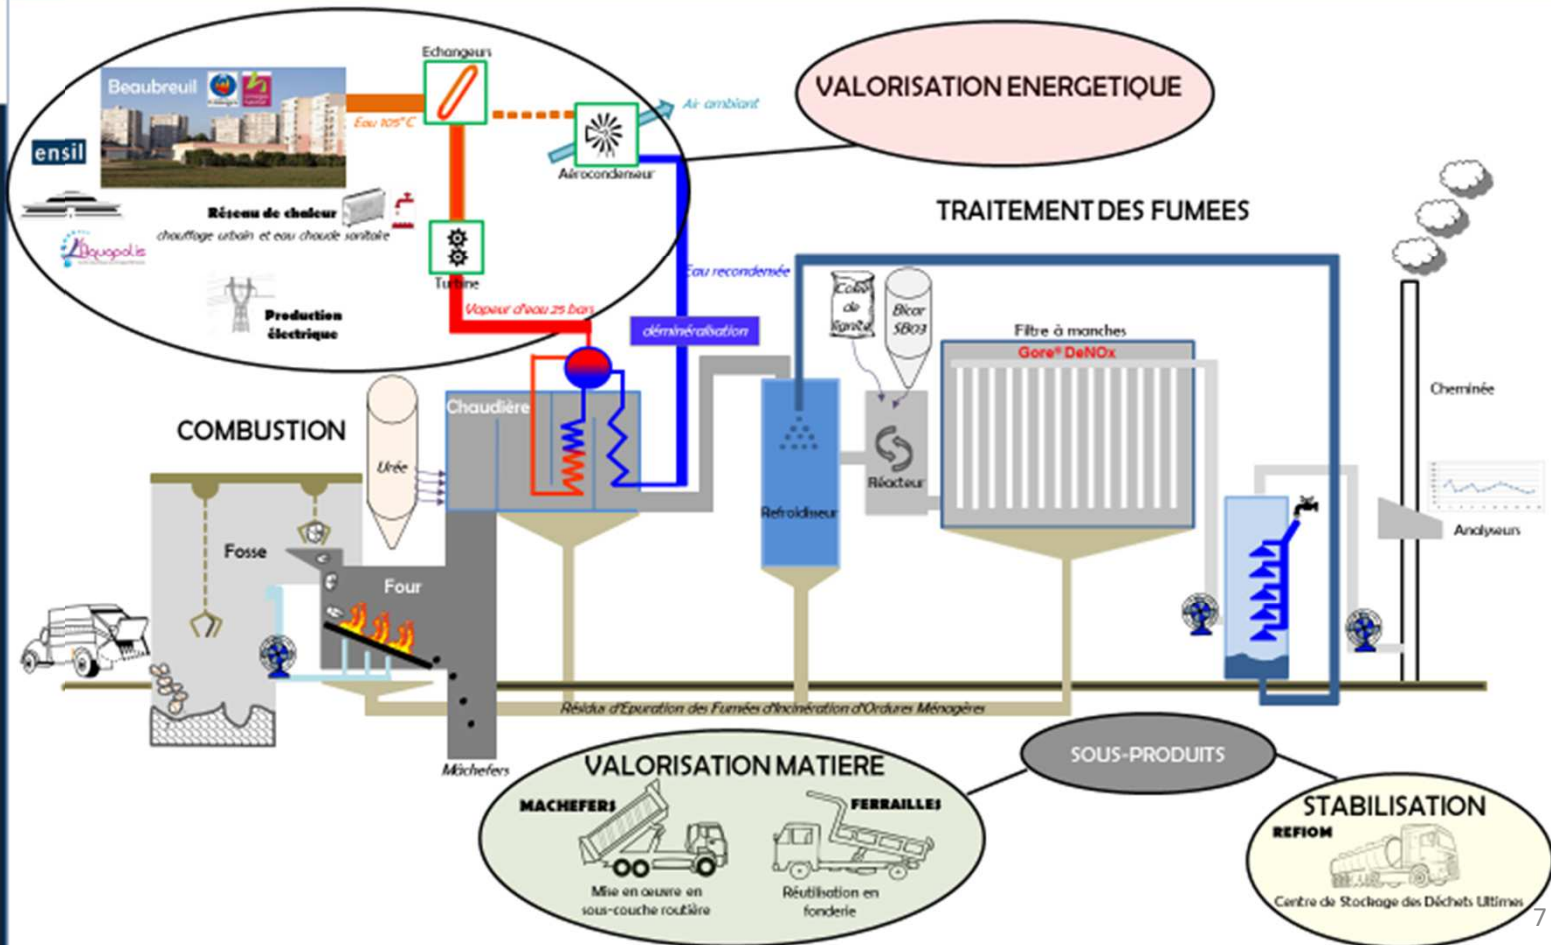 Echangeurs
VALORISATION ENERGETIQUE
Beaubreuil
Air ambiant
Eau 105°C
ensil
Aérocondenseur
Réseau de chaleur
chauffage urbain et eau chaude sanitaire
TRAITEMENT DES FUMEES
Aquapolis
Turbine
Eau recondensée
Production
électrique
Vapeur d'eau 25 bars
déminéralisation
Coke
de
lignite
Bicar
SB03
Filtre à manches
Gore® DeNOx
Cheminée
COMBUSTION
Chaudière
Urée
Réacteur
Refroidisseur
Analyseurs
Fosse
Four
Résidus d'Epuration des Fumées d'Incinération d'Ordures Ménagères
Mâchefers
VALORISATION MATIERE
SOUS-PRODUITS
MACHEFERS
FERRAILLES
STABILISATION
REFIOM
Mise en œuvre en
sous-couche routière
Réutilisation en
fonderie
Centre de Stockage des Déchets Ultimes
7